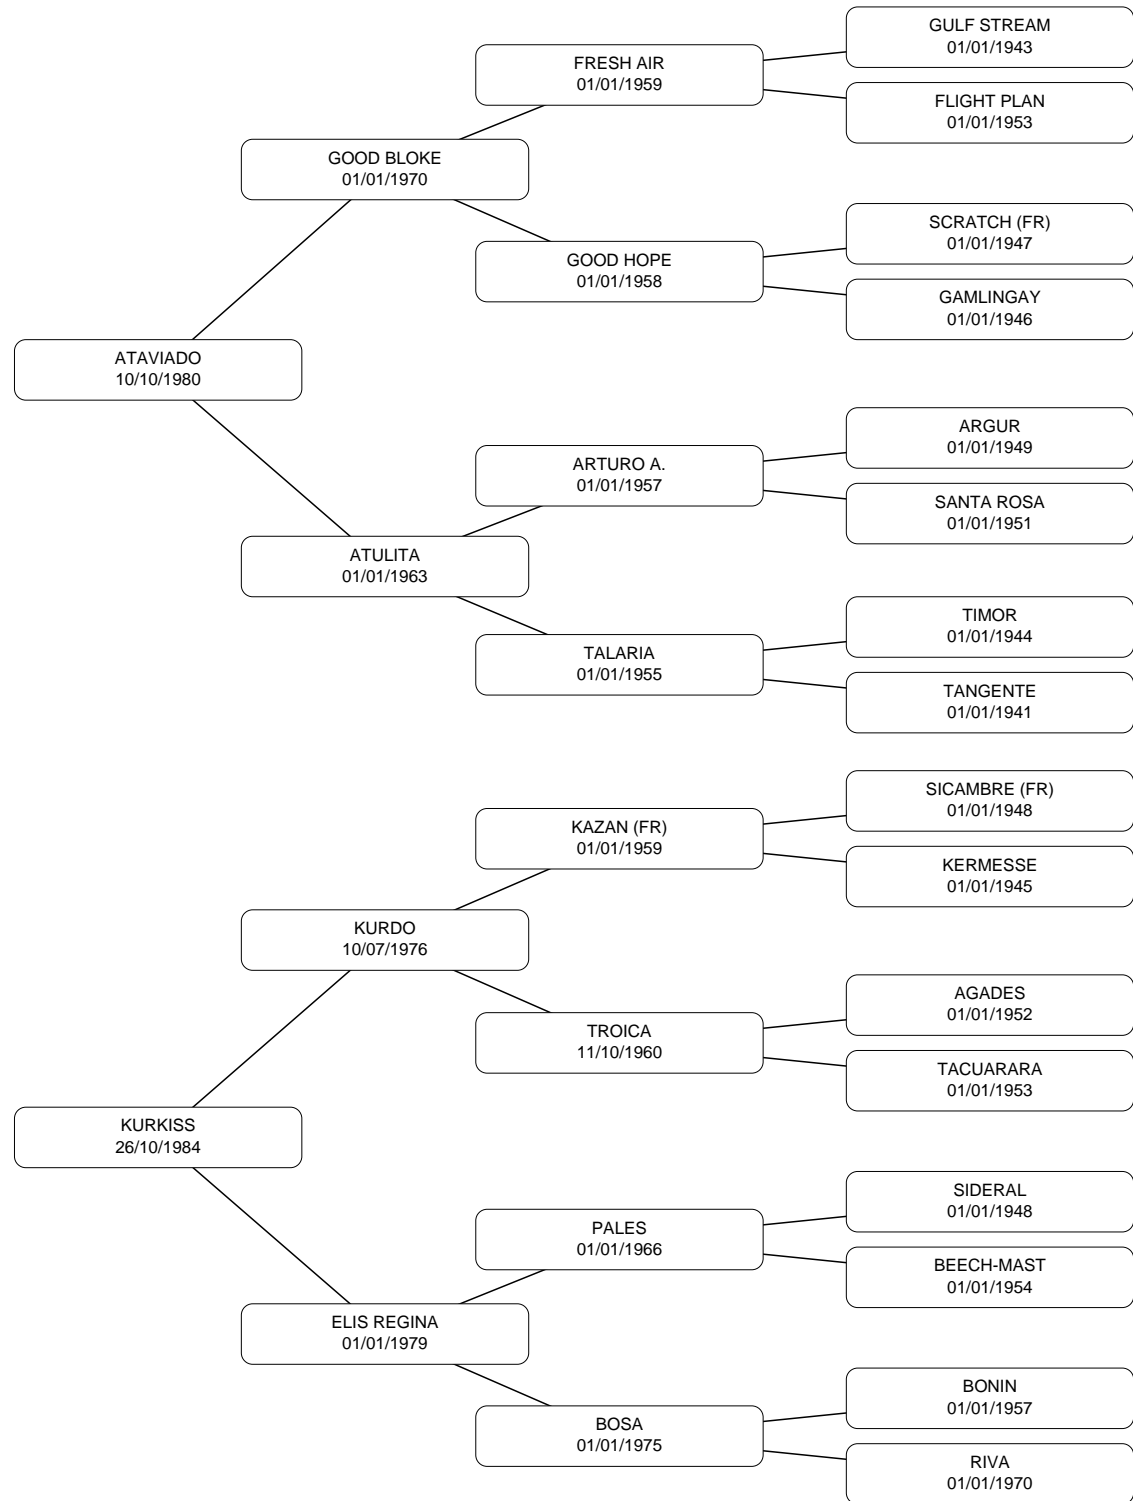 GULF STREAM
01/01/1943
FRESH AIR
01/01/1959
FLIGHT PLAN
01/01/1953
GOOD BLOKE
01/01/1970
SCRATCH (FR)
01/01/1947
GOOD HOPE
01/01/1958
GAMLINGAY
01/01/1946
ATAVIADO
10/10/1980
ARGUR
01/01/1949
ARTURO A.
01/01/1957
SANTA ROSA
01/01/1951
ATULITA
01/01/1963
TIMOR
01/01/1944
TALARIA
01/01/1955
TANGENTE
01/01/1941
SICAMBRE (FR)
01/01/1948
KAZAN (FR)
01/01/1959
KERMESSE
01/01/1945
KURDO
10/07/1976
AGADES
01/01/1952
TROICA
11/10/1960
TACUARARA
01/01/1953
KURKISS
26/10/1984
SIDERAL
01/01/1948
PALES
01/01/1966
BEECH-MAST
01/01/1954
ELIS REGINA
01/01/1979
BONIN
01/01/1957
BOSA
01/01/1975
RIVA
01/01/1970